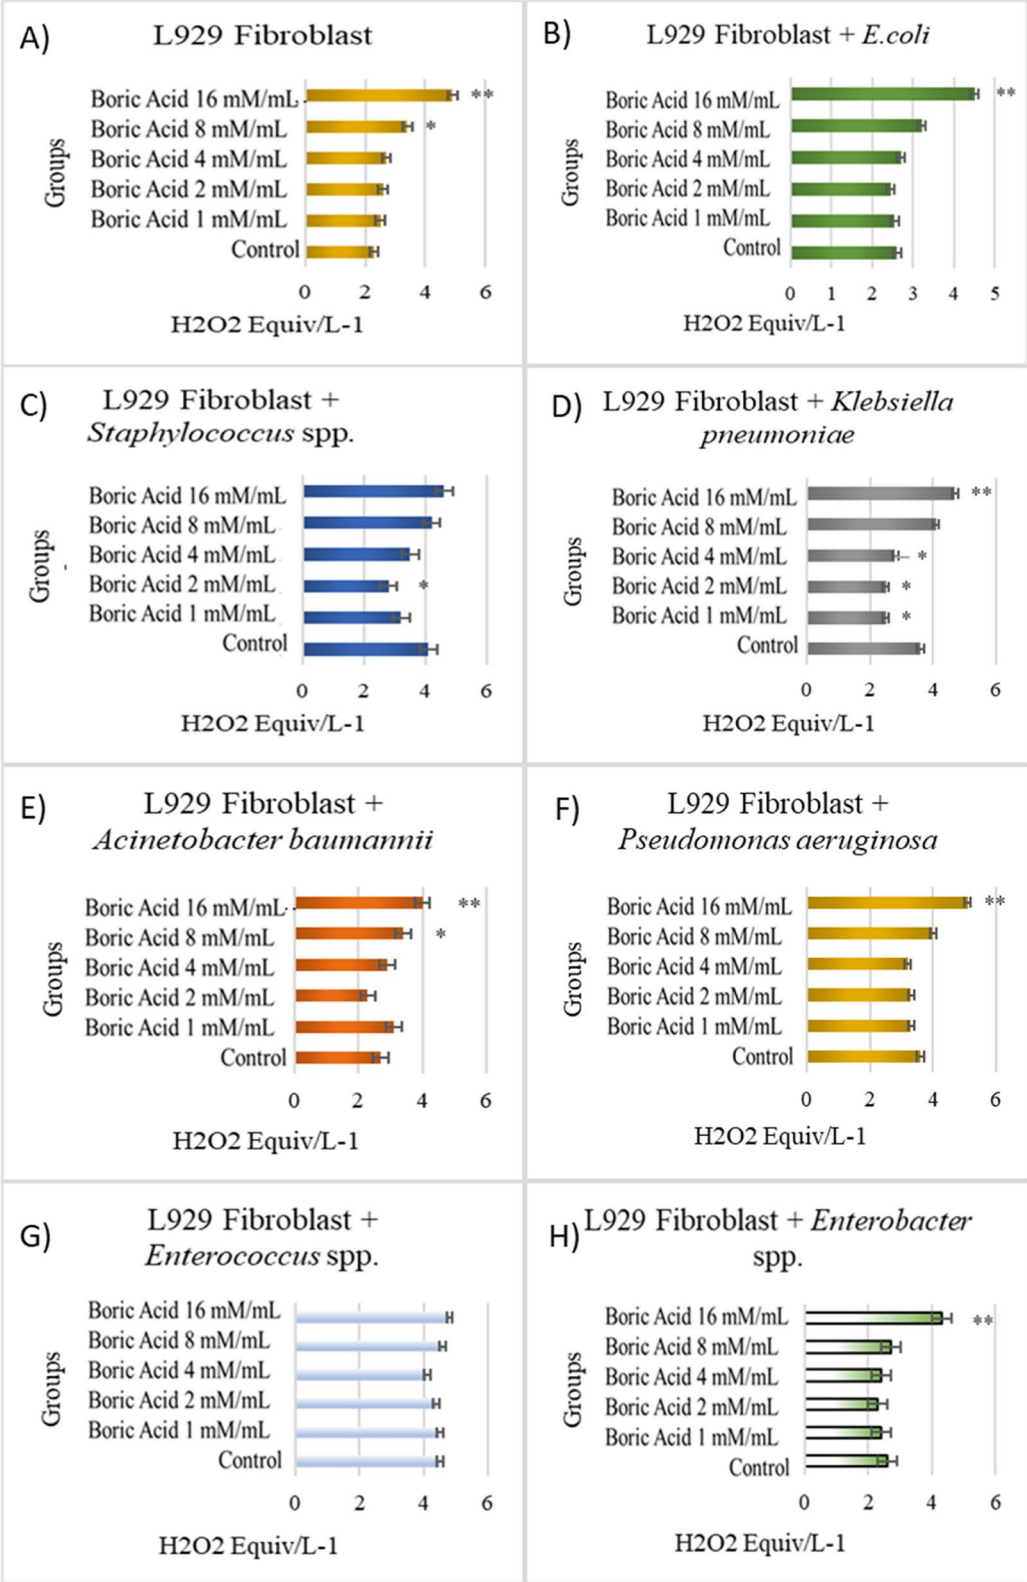 A)
L929 Fibroblast
Groups
Boric Acid 16 mM/mL
**
Boric Acid 8 mM/mL
*
Boric Acid 4 mM/mL
Boric Acid 2 mM/mL
Boric Acid 1 mM/mL
Control
0 2 4 6
H2O2 Equiv/L-1
B)
L929 Fibroblast + E.coli
Groups
Boric Acid 16 mM/mL
**
Boric Acid 8 mM/mL
Boric Acid 4 mM/mL
Boric Acid 2 mM/mL
Boric Acid 1 mM/mL
Control
0 1 2 3 4 5
H2O2 Equiv/L-1
C)
L929 Fibroblast +
Staphylococcus spp.
Groups
Boric Acid 16 mM/mL
Boric Acid 8 mM/mL
Boric Acid 4 mM/mL
Boric Acid 2 mM/mL
*
Boric Acid 1 mM/mL
Control
0 2 4 6
H2O2 Equiv/L-1
D)
L929 Fibroblast + Klebsiella
pneumoniae
Groups
Boric Acid 16 mM/mL
**
Boric Acid 8 mM/mL
Boric Acid 4 mM/mL
*
Boric Acid 2 mM/mL
*
Boric Acid 1 mM/mL
*
Control
0 2 4 6
H2O2 Equiv/L-1
E)
L929 Fibroblast +
Acinetobacter baumannii
Groups
Boric Acid 16 mM/mL
**
Boric Acid 8 mM/mL
*
Boric Acid 4 mM/mL
Boric Acid 2 mM/mL
Boric Acid 1 mM/mL
Control
0 2 4 6
H2O2 Equiv/L-1
F)
L929 Fibroblast +
Pseudomonas aeruginosa
Groups
Boric Acid 16 mM/mL
**
Boric Acid 8 mM/mL
Boric Acid 4 mM/mL
Boric Acid 2 mM/mL
Boric Acid 1 mM/mL
Control
0 2 4 6
H2O2 Equiv/L-1
G)
L929 Fibroblast +
Enterococcus spp.
Groups
Boric Acid 16 mM/mL
Boric Acid 8 mM/mL
Boric Acid 4 mM/mL
Boric Acid 2 mM/mL
Boric Acid 1 mM/mL
Control
0 2 4 6
H2O2 Equiv/L-1
H)
L929 Fibroblast + Enterobacter
spp.
Groups
Boric Acid 16 mM/mL
**
Boric Acid 8 mM/mL
Boric Acid 4 mM/mL
Boric Acid 2 mM/mL
Boric Acid 1 mM/mL
Control
0 2 4 6
H2O2 Equiv/L-1